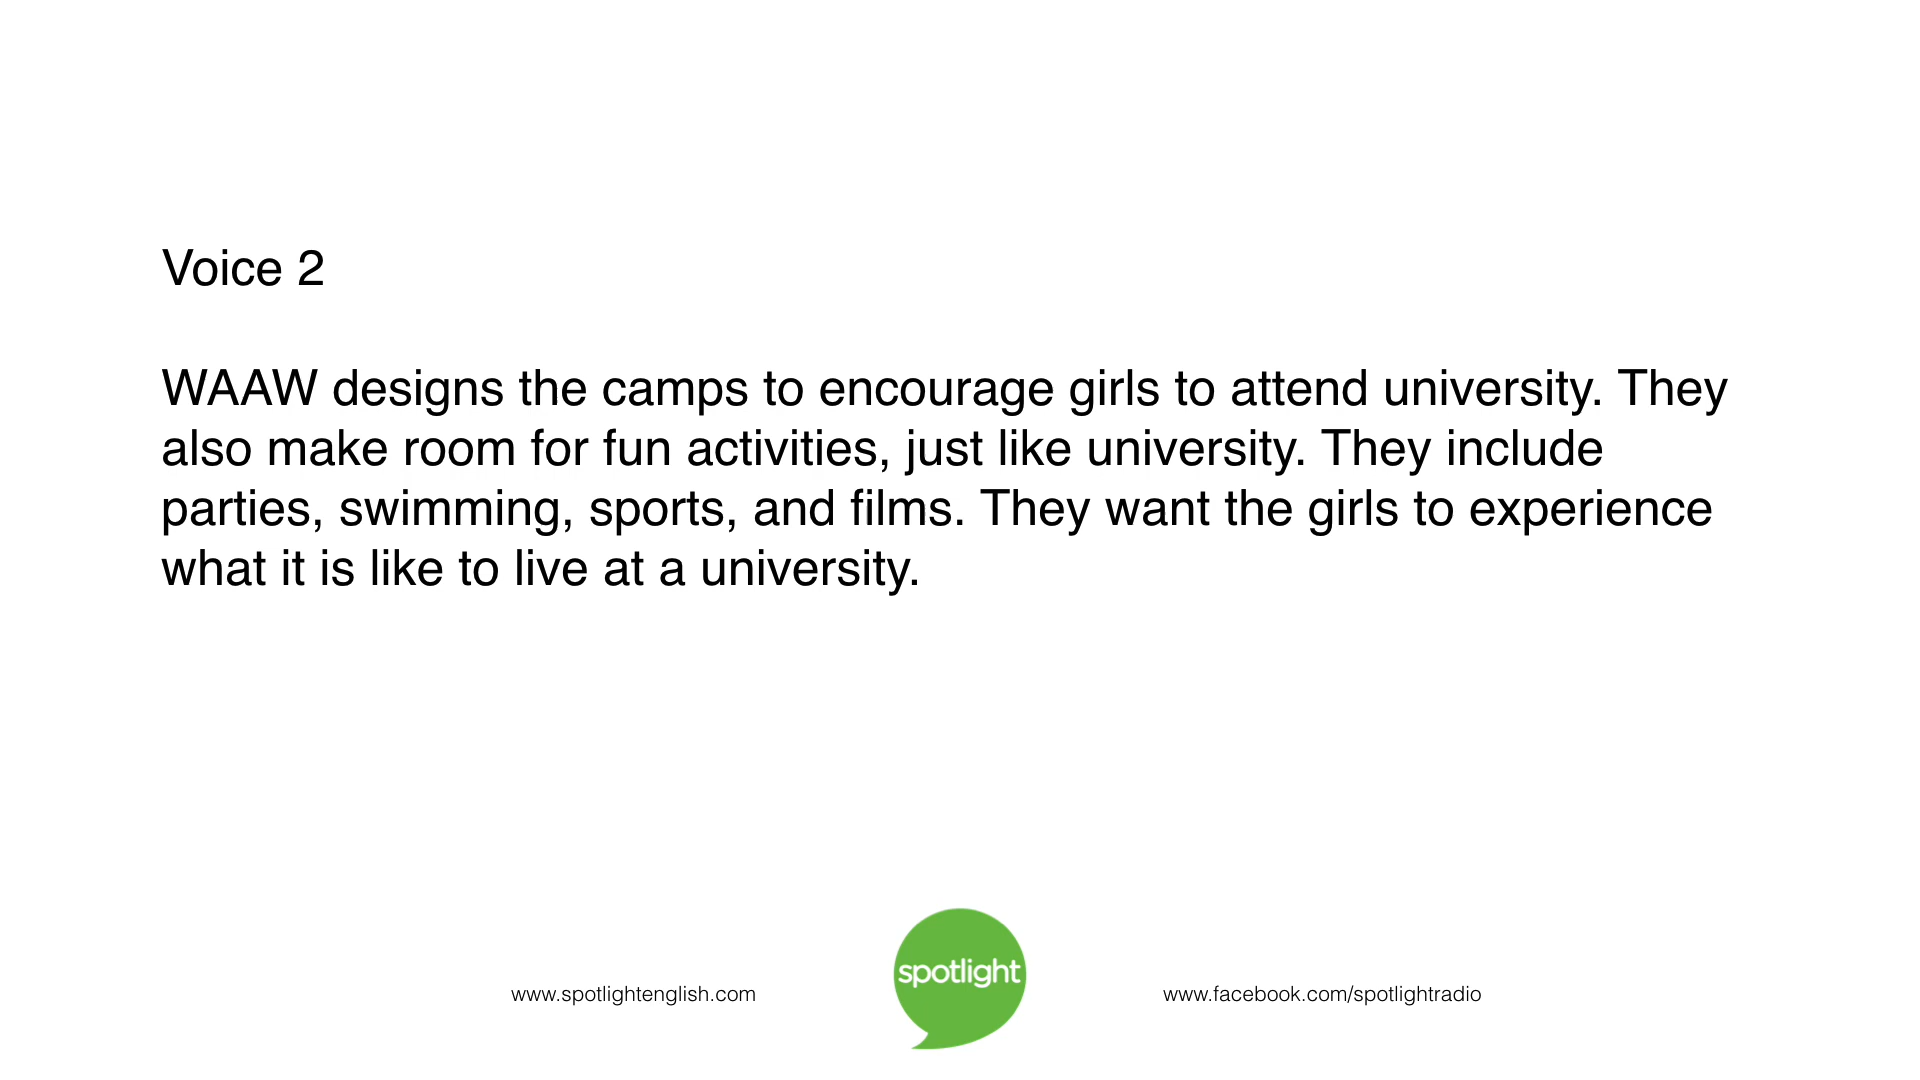 Voice 2
WAAW designs the camps to encourage girls to attend university. They
also make room for fun activities, just like university. They include
parties, swimming, sports, and films. They want the girls to experience
what it is like to live at a university.
spotlight
www.spotlightenglish.com
www.facebook.com/spotlightradio